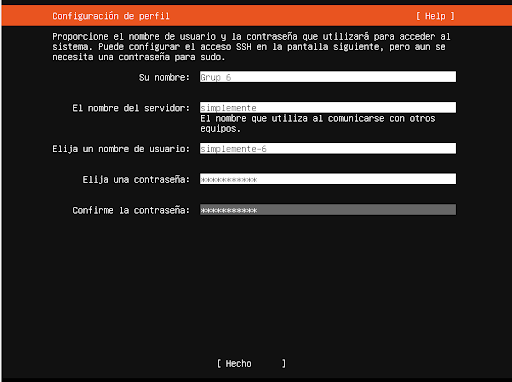 Configuración de perfil [ Help ]
Proporcione el nombre de usuario y la contraseña que utilizará para acceder al
sistema. Puede configurar el acceso SSH en la pantalla siguiente, pero aun se
necesita una contraseña para sudo.
Su nombre: Grup 6
El nombre del servidor: simplemente
El nombre que utiliza al comunicarse con otros
equipos.
Elija un nombre de usuario: simplemente-6
Elija una contraseña: ***********
Confirme la contraseña: ***********
[ Hecho ]